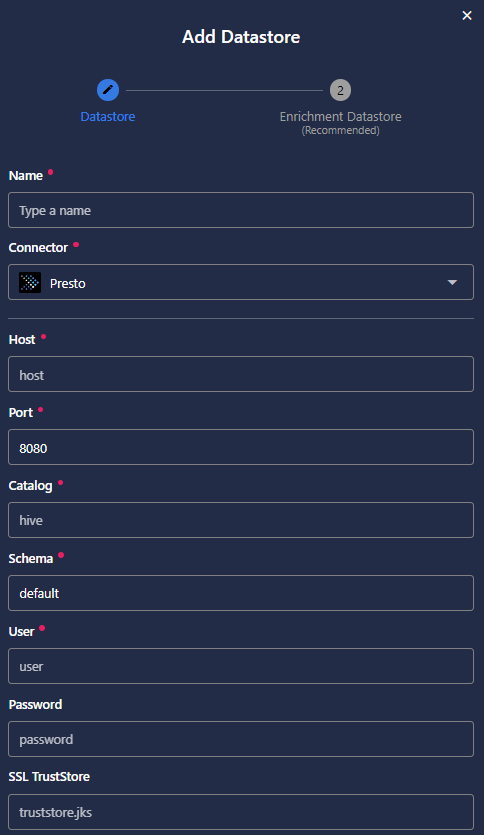 Add Datastore
2
Datastore
Enrichment Datastore
(Recommended)
Name
Type a name
Connector
Presto
Host
host
Port
8080
Catalog
hive
Schema
default
User
user
Password
password
SSL TrustStore
truststore.jks